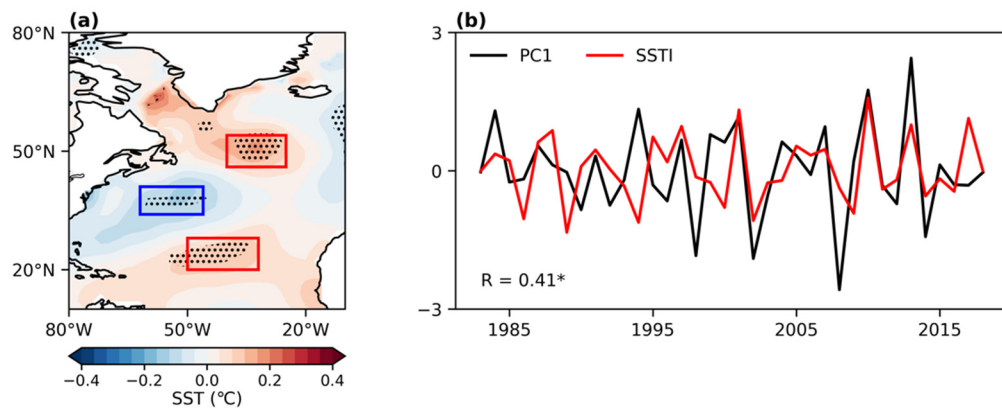 (a)
80°N
50°N
20°N
80°W 50°W 20°W
−0.4 −0.2 0.0 0.2 0.4
SST (℃)
(b)
3
PC1 SSTI
0
R = 0.41*
−3
1985 1995 2005 2015